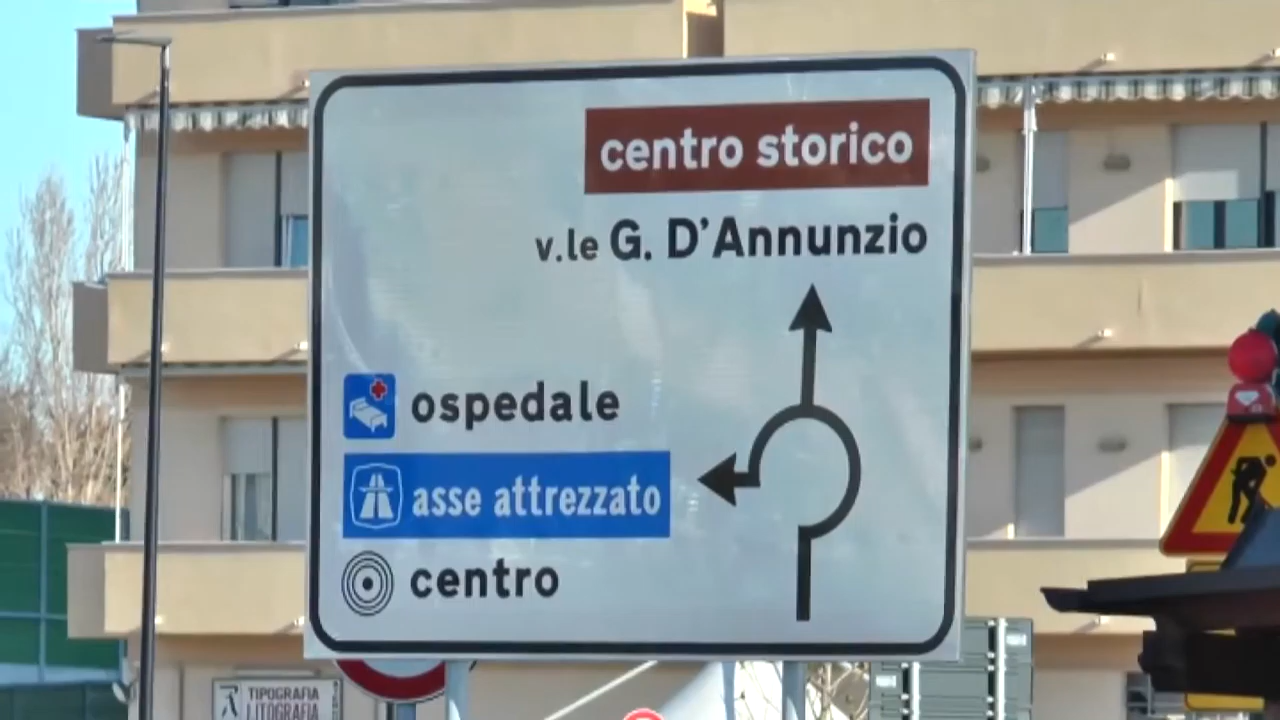 centro storico
v.le G. D'Annunzio
ospedale
asse attrezzato
centro
TIPOGRAFIA
LITOGRAFIA